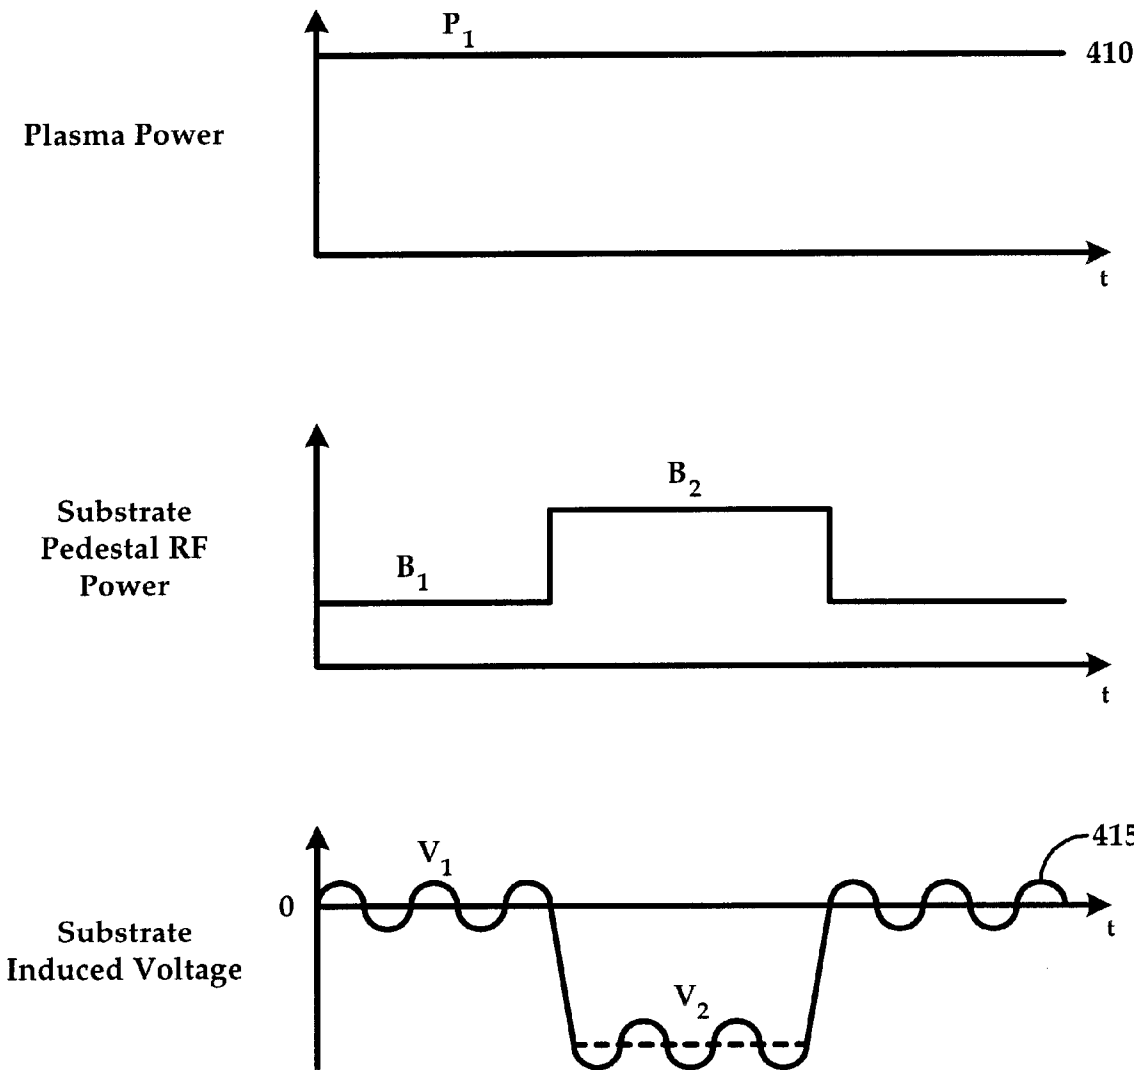 P₁
410
Plasma Power
t
B₂
Substrate
Pedestal RF
Power
B₁
t
V₁
415
0
t
Substrate
Induced Voltage
V₂